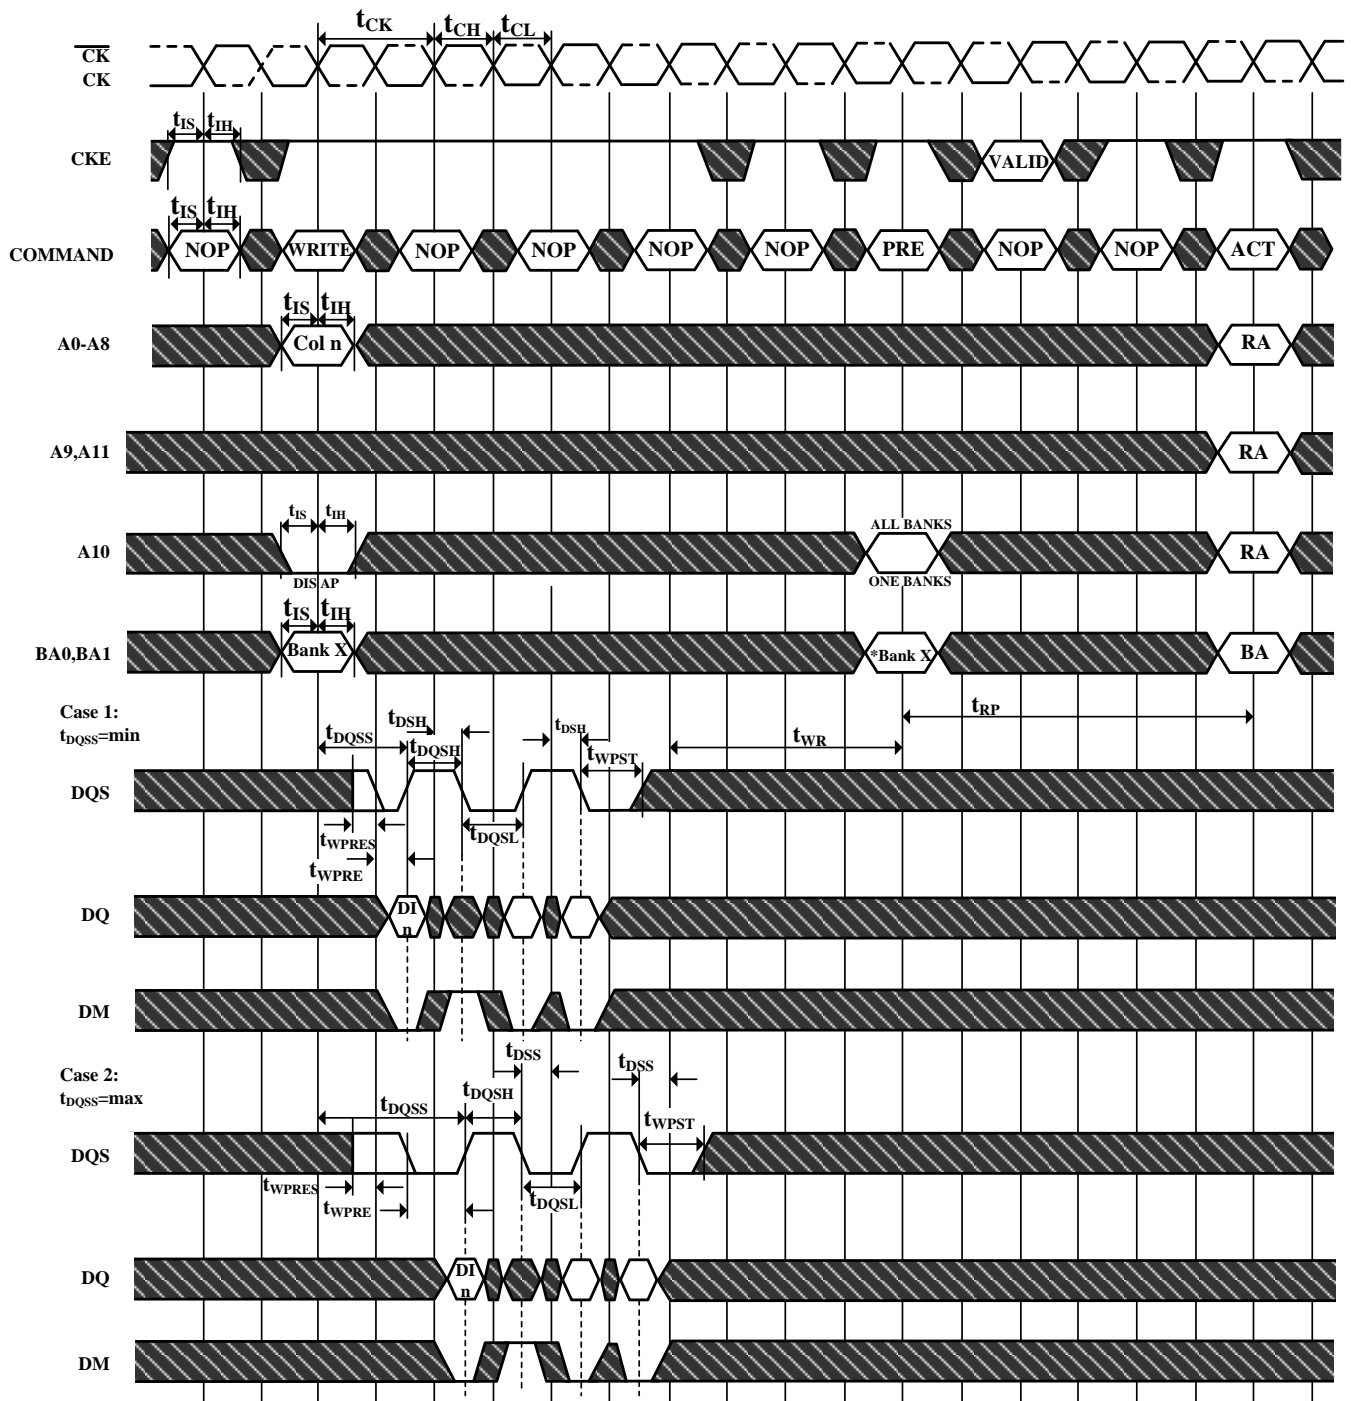 tCK tCH tCL
CK
CK
tIS tIH
CKE VALID
tIS tIH
COMMAND NOP WRITE NOP NOP NOP NOP PRE NOP NOP ACT
tIS tIH
A0-A8 Col n RA
A9,A11 RA
tIS tIH
ALL BANKS
A10 RA
DIS AP ONE BANKS
tIS tIH
BA0,BA1 Bank X *Bank X BA
Case 1:
tDQSS=min
tDSH tDSH tRP
tDQSS tDQSH tWPST tWR
DQS
tWPRES tDQSL
tWPRE
DQ DI n
DM
tDSS tDSS
Case 2:
tDQSS=max
tDQSS tDQSH tWPST
DQS
tWPRES tDQSL
tWPRE
DQ DI n
DM